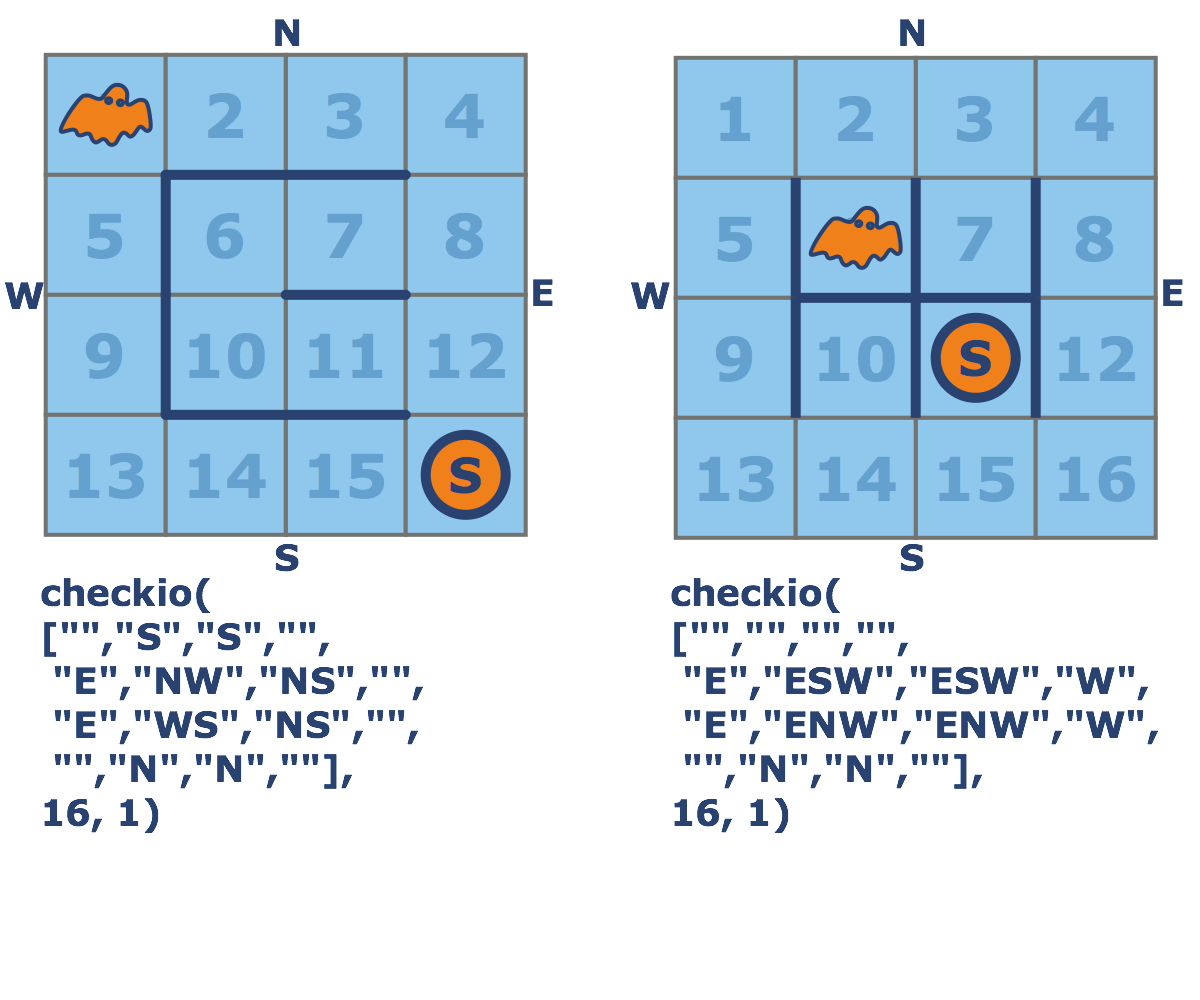 N
2 3 4
5 6 7 8
W E
9 10 11 12
13 14 15 S
S
checkio(
["","S","S","",
"E","NW","NS","",
"E","WS","NS","",
"","N","N",""],
16, 1)
N
1 2 3 4
5 7 8
W E
9 10 S 12
13 14 15 16
S
checkio(
["","","","",
"E","ESW","ESW","W",
"E","ENW","ENW","W",
"","N","N",""],
16, 1)